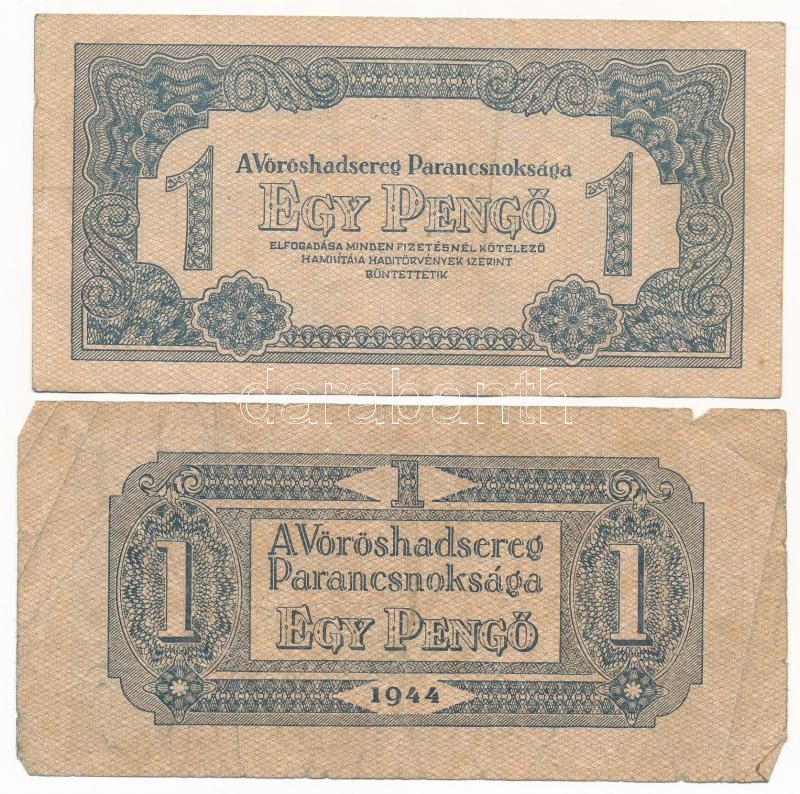 A Vöröshadsereg Parancsnoksága
1 EGY PENGŐ 1
ELFOGADÁSA MINDEN FIZETÉSNÉL KÖTELEZŐ
HAMISITÁSA HADITÖRVÉNYEK SZERINT
BÜNTETTETIK
darabanth
1
A Vöröshadsereg
Parancsnoksága
1 EGY PENGŐ 1
1944